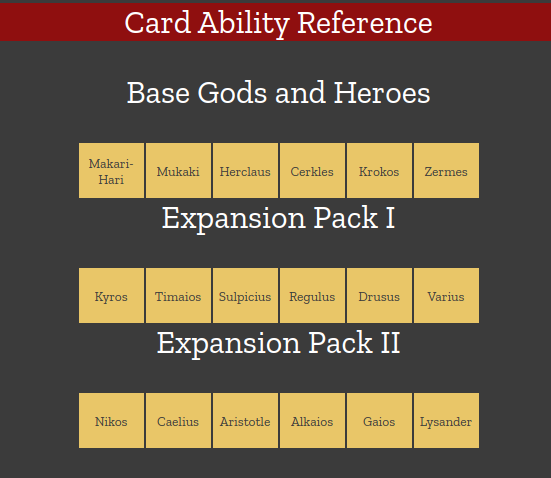 Card Ability Reference
Base Gods and Heroes
Makari-
Hari
Mukaki
Herclaus
Cerkles
Krokos
Zermes
Expansion Pack I
Kyros
Timaios
Sulpicius
Regulus
Drusus
Varius
Expansion Pack II
Nikos
Caelius
Aristotle
Alkaios
Gaios
Lysander